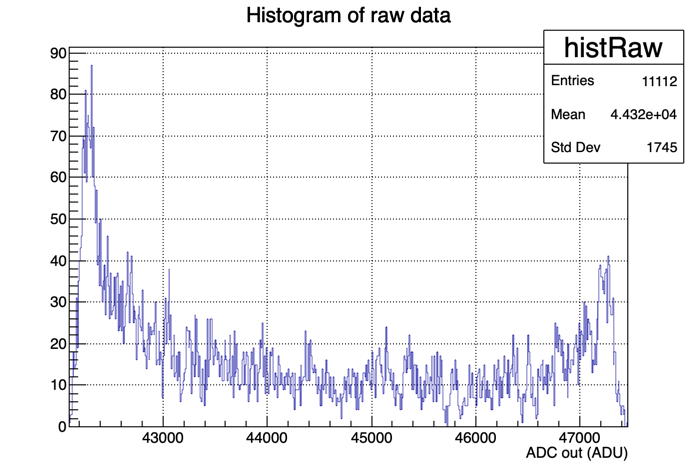 Histogram of raw data
histRaw
Entries 11112
Mean 4.432e+04
Std Dev 1745
90
80
70
60
50
40
30
20
10
0
43000 44000 45000 46000 47000
ADC out (ADU)